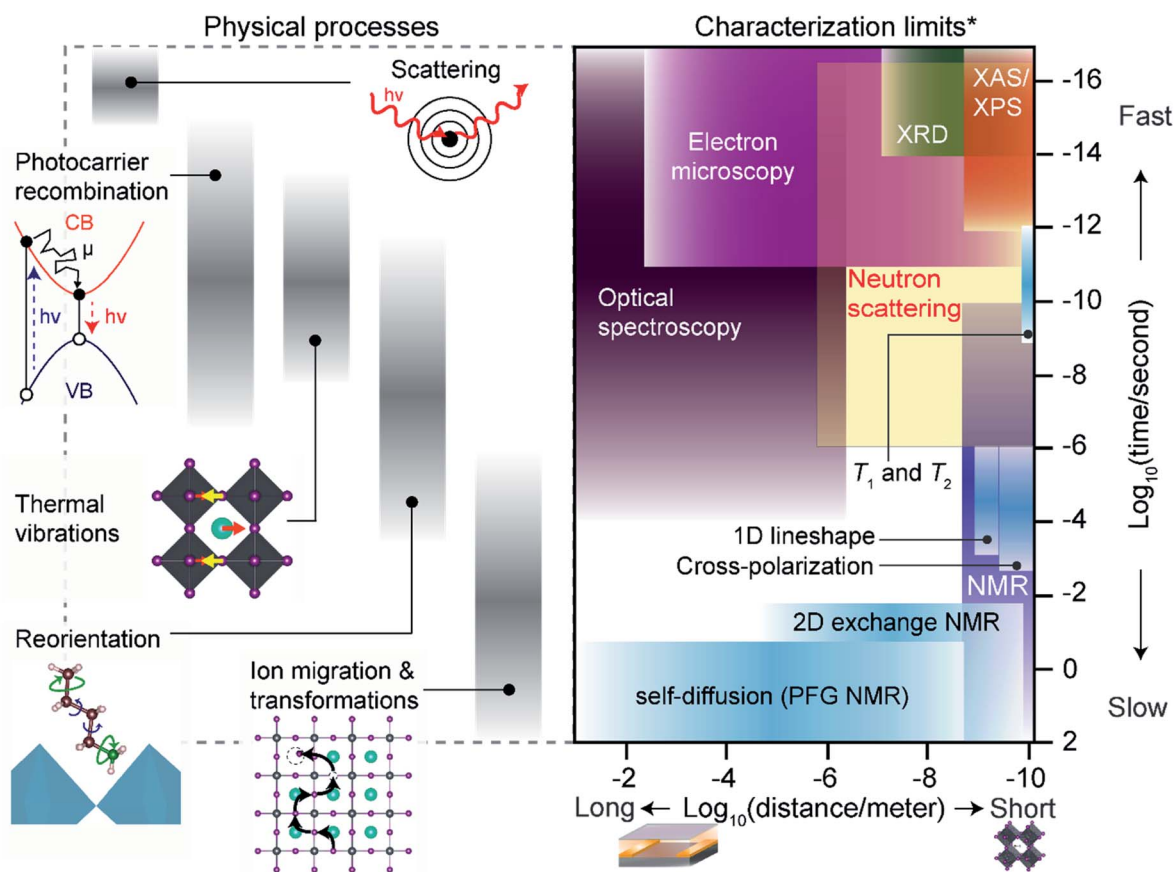 Physical processes
Scattering
hν
Photocarrier
recombination
CB
μ
hν
hν
VB
Thermal
vibrations
Reorientation
Ion migration &
transformations
Characterization limits*
XAS/
XPS
XRD
Electron
microscopy
Neutron
scattering
Optical
spectroscopy
T1 and T2
1D lineshape
Cross-polarization
NMR
2D exchange NMR
self-diffusion (PFG NMR)
-16
-14
-12
-10
-8
-6
-4
-2
0
2
Fast
Log10(time/second)
Slow
-2
-4
-6
-8
-10
Long
Log10(distance/meter)
Short